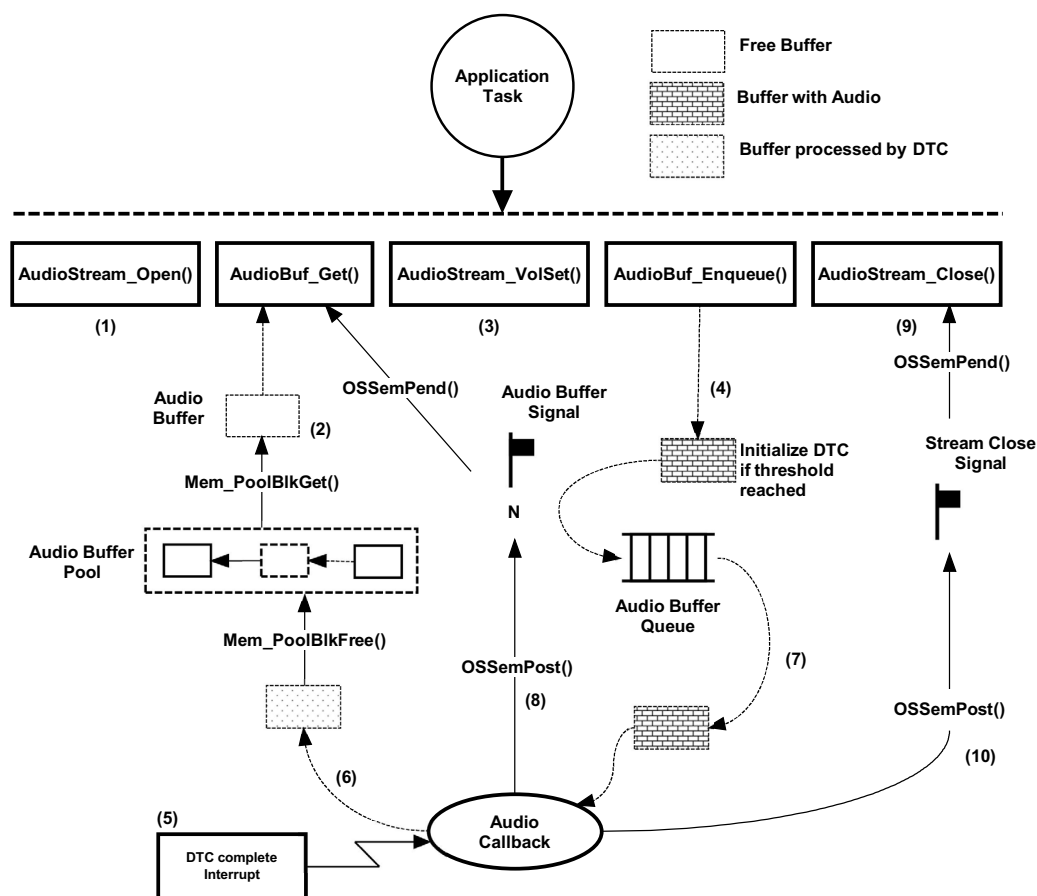 Application
Task
Free Buffer
Buffer with Audio
Buffer processed by DTC
AudioStream_Open()
AudioBuf_Get()
AudioStream_VolSet()
AudioBuf_Enqueue()
AudioStream_Close()
(1)
(3)
(9)
OSSemPend()
OSSemPend()
(4)
Audio
Buffer
(2)
Audio Buffer
Signal
Initialize DTC
if threshold
reached
Stream Close
Signal
Mem_PoolBlkGet()
N
Audio Buffer
Pool
Audio Buffer
Queue
Mem_PoolBlkFree()
(7)
OSSemPost()
(8)
OSSemPost()
(10)
(6)
(5)
Audio
Callback
DTC complete
Interrupt